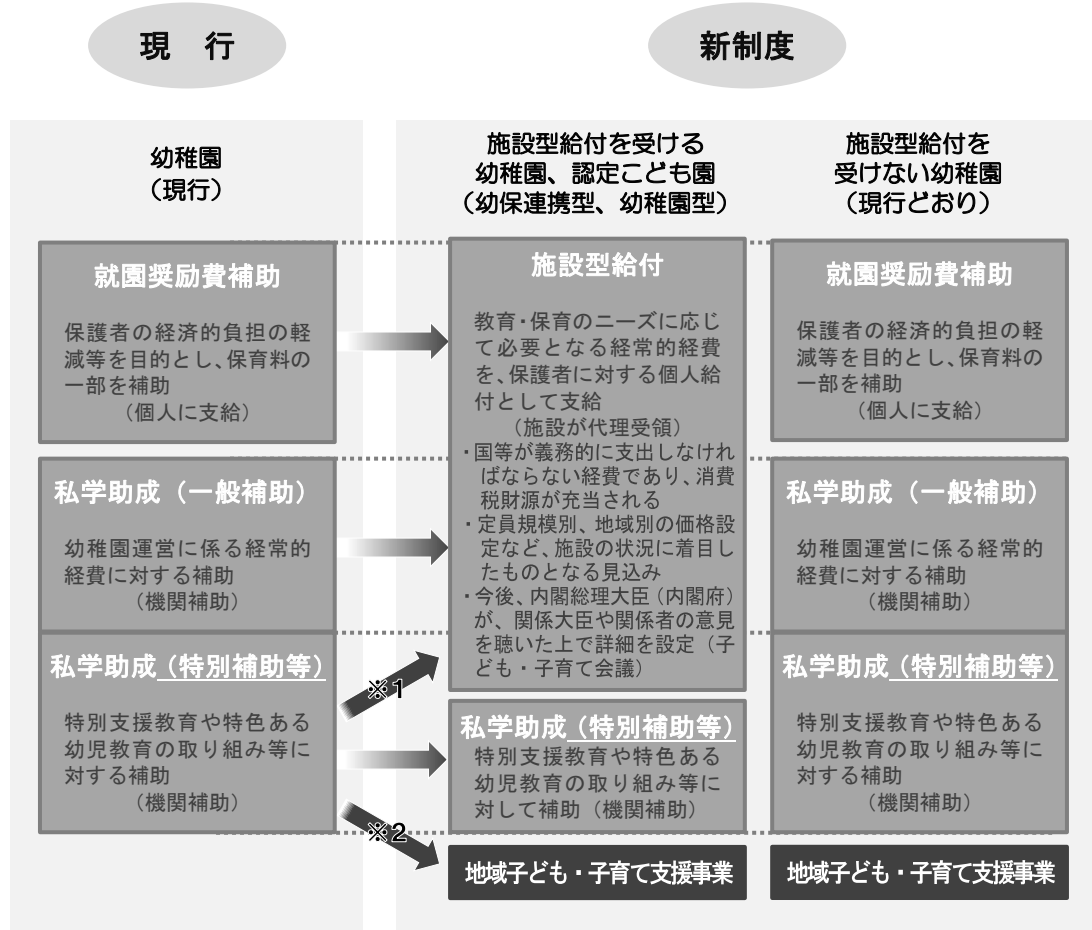 現 行
新制度
幼稚園
（現行）
施設型給付を受ける
幼稚園、認定こども園
（幼保連携型、幼稚園型）
施設型給付を
受けない幼稚園
（現行どおり）
就園奨励費補助
保護者の経済的負担の軽
減等を目的とし、保育料の
一部を補助
（個人に支給）
私学助成（一般補助）
幼稚園運営に係る経常的
経費に対する補助
（機関補助）
私学助成（特別補助等）
特別支援教育や特色ある
幼児教育の取り組み等に
対する補助
（機関補助）
※1
※2
施設型給付
教育・保育のニーズに応じ
て必要となる経常的経費
を、保護者に対する個人給
付として支給
（施設が代理受領）
・国等が義務的に支出しなけれ
ばならない経費であり、消費
税財源が充当される
・定員規模別、地域別の価格設
定など、施設の状況に着目し
たものとなる見込み
・今後、内閣総理大臣（内閣府）
が、関係大臣や関係者の意見
を聴いた上で詳細を設定（子
ども・子育て会議）
私学助成（特別補助等）
特別支援教育や特色ある
幼児教育の取り組み等に
対して補助（機関補助）
地域子ども・子育て支援事業
就園奨励費補助
保護者の経済的負担の軽
減等を目的とし、保育料の
一部を補助
（個人に支給）
私学助成（一般補助）
幼稚園運営に係る経常的
経費に対する補助
（機関補助）
私学助成（特別補助等）
特別支援教育や特色ある
幼児教育の取り組み等に
対する補助
（機関補助）
地域子ども・子育て支援事業